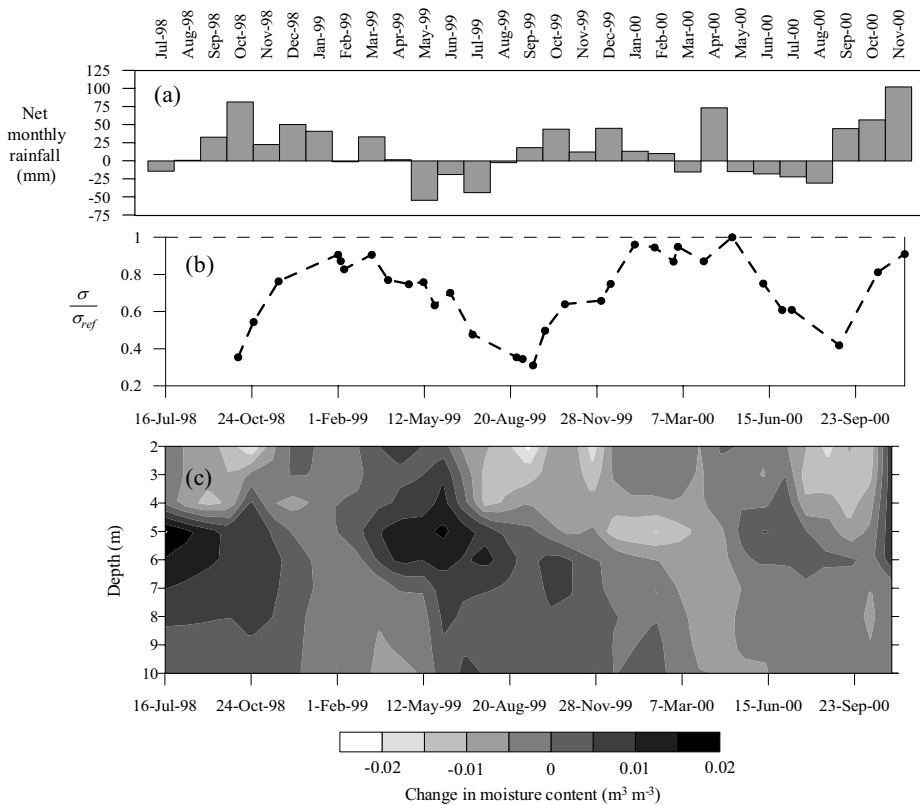 Jul-98 Aug-98 Sep-98 Oct-98 Nov-98 Dec-98 Jan-99 Feb-99 Mar-99 Apr-99 May-99 Jun-99 Jul-99 Aug-99 Sep-99 Oct-99 Nov-99 Dec-99 Jan-00 Feb-00 Mar-00 Apr-00 May-00 Jun-00 Jul-00 Aug-00 Sep-00 Oct-00 Nov-00
(a)
Net
monthly
rainfall
(mm)
125
100
75
50
25
0
-25
-50
-75
(b)
σ
σref
1
0.8
0.6
0.4
0.2
16-Jul-98 24-Oct-98 1-Feb-99 12-May-99 20-Aug-99 28-Nov-99 7-Mar-00 15-Jun-00 23-Sep-00
(c)
Depth (m)
2
3
4
5
6
7
8
9
10
16-Jul-98 24-Oct-98 1-Feb-99 12-May-99 20-Aug-99 28-Nov-99 7-Mar-00 15-Jun-00 23-Sep-00
-0.02 -0.01 0 0.01 0.02
Change in moisture content (m³ m⁻³)